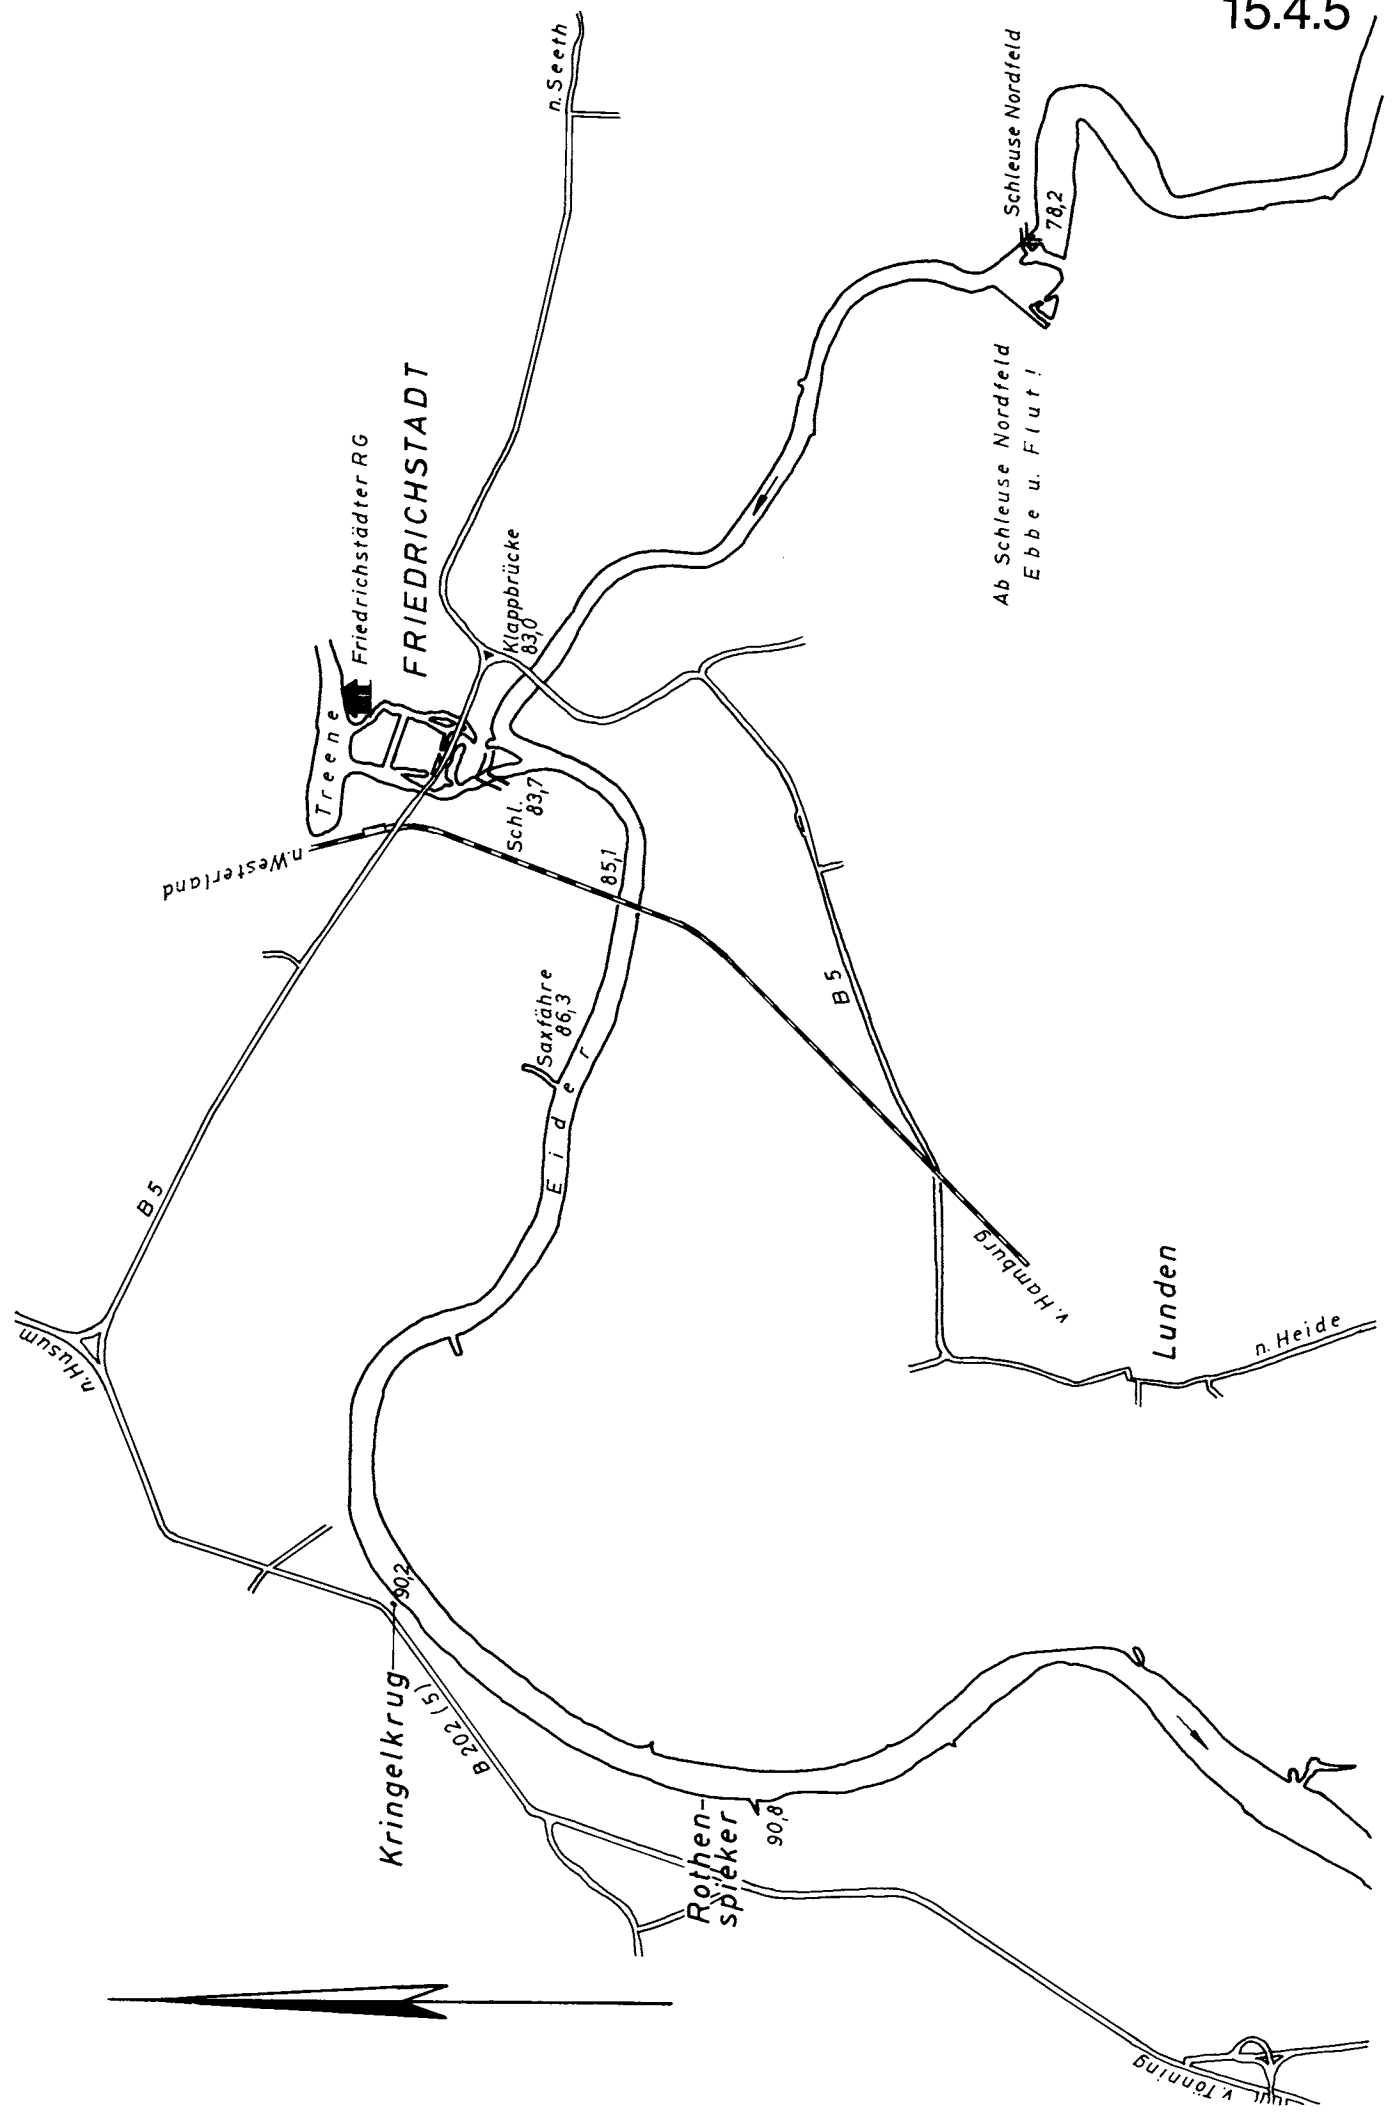 15.4.5
n. Seeth
Schleuse Nordfeld
78,2
Friedrichstädter RG
FRIEDRICHSTADT
Klappbrücke
83,0
Ab Schleuse Nordfeld
Ebbe u. Flut!
Treene
Schl.
83,7
n. Westerland
85,1
Saxfähre
86,3
Eider
B 5
B 5
n. Husum
v. Hamburg
Lunden
n. Heide
90,2
Kringelkrug
B 202 (5)
Rothen-
spieker
90,8
v. Tönning